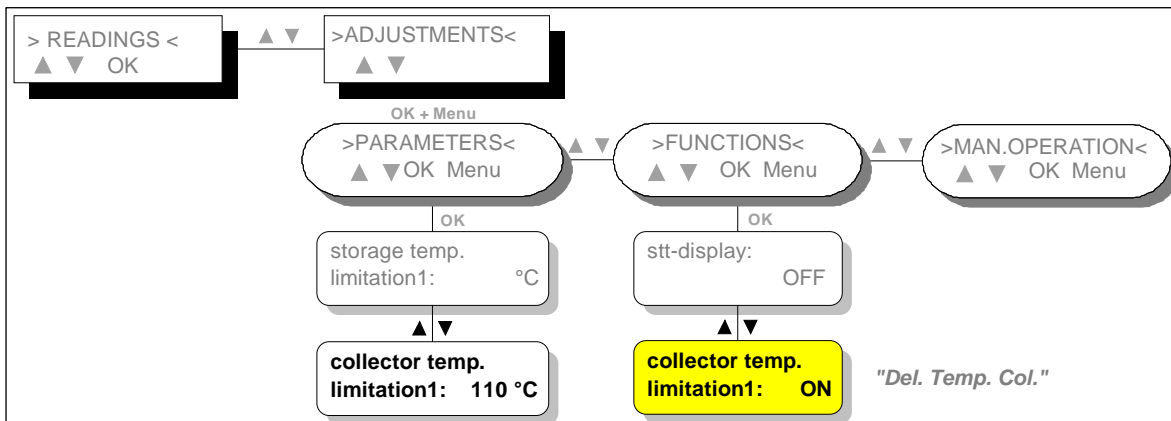 > READINGS <
▲ ▼ OK
▲ ▼
>ADJUSTMENTS<
▲ ▼
OK + Menu
>PARAMETERS<
▲ ▼OK Menu
▲ ▼
>FUNCTIONS<
▲ ▼ OK Menu
▲ ▼
>MAN.OPERATION<
▲ ▼ OK Menu
OK
OK
storage temp.
limitation1: °C
stt-display:
OFF
▲ ▼
▲ ▼
collector temp.
limitation1: 110 °C
collector temp.
limitation1: ON
"Del. Temp. Col."